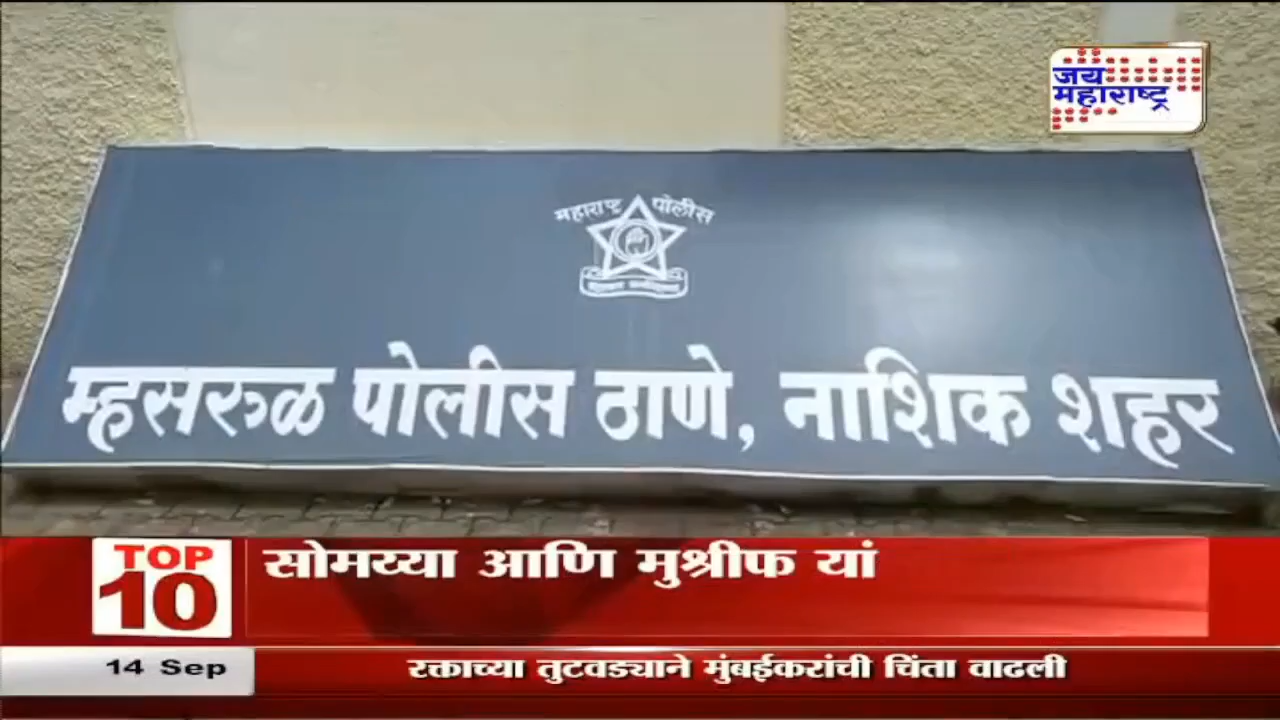 जय
महाराष्ट्र
महाराष्ट्र पोलीस
म्हसरुळ पोलीस ठाणे, नाशिक शहर
TOP
10
सोमय्या आणि मुश्रीफ यां
14 Sep
रक्ताच्या तुटवड्याने मुंबईकरांची चिंता वाढली